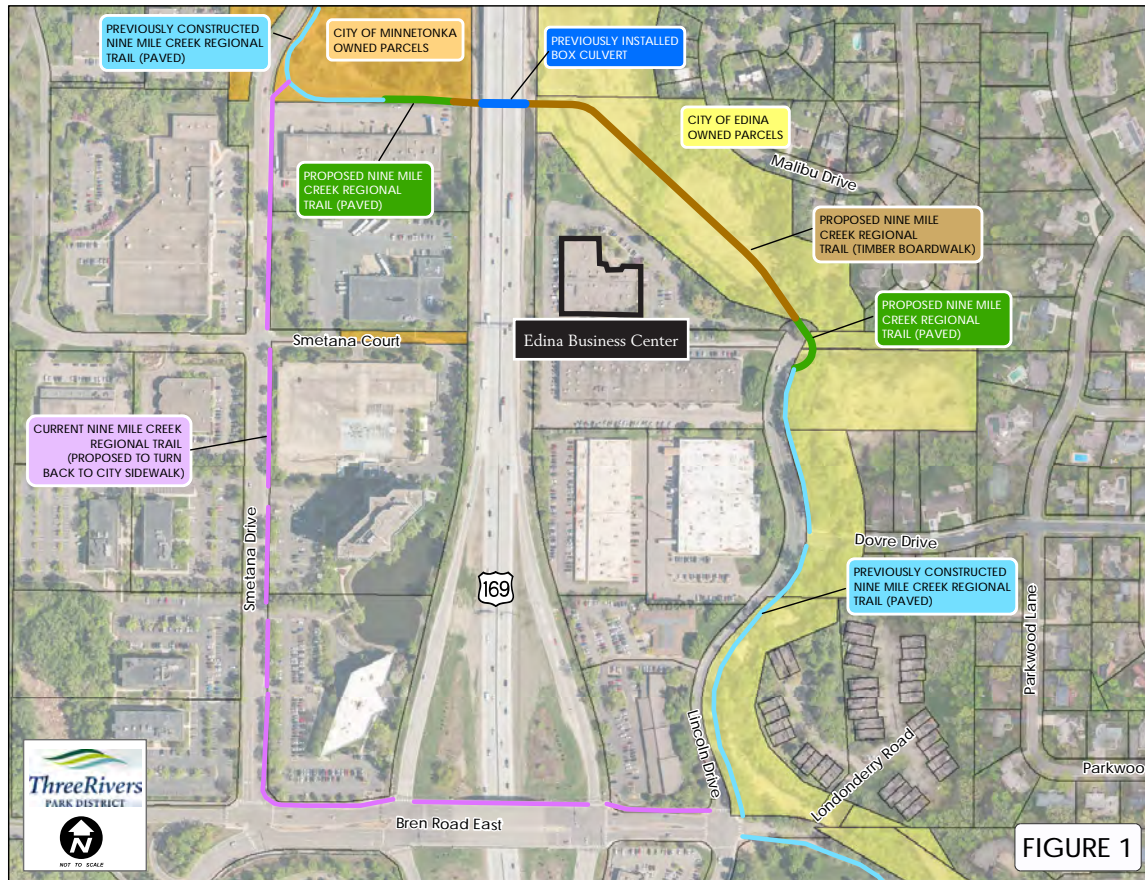 PREVIOUSLY CONSTRUCTED
NINE MILE CREEK REGIONAL
TRAIL (PAVED)
CITY OF MINNETONKA
OWNED PARCELS
PREVIOUSLY INSTALLED
BOX CULVERT
CITY OF EDINA
OWNED PARCELS
Malibu Drive
PROPOSED NINE MILE
CREEK REGIONAL
TRAIL (PAVED)
PROPOSED NINE MILE
CREEK REGIONAL
TRAIL (TIMBER BOARDWALK)
PROPOSED NINE MILE
CREEK REGIONAL
TRAIL (PAVED)
Smetana Court
Edina Business Center
CURRENT NINE MILE CREEK
REGIONAL TRAIL
(PROPOSED TO TURN
BACK TO CITY SIDEWALK)
Smetana Drive
169
Dovre Drive
PREVIOUSLY CONSTRUCTED
NINE MILE CREEK REGIONAL
TRAIL (PAVED)
Parkwood Lane
Lincoln Drive
Londonderry Road
Parkwoo
Bren Road East
ThreeRivers
PARK DISTRICT
N
NOT TO SCALE
FIGURE 1